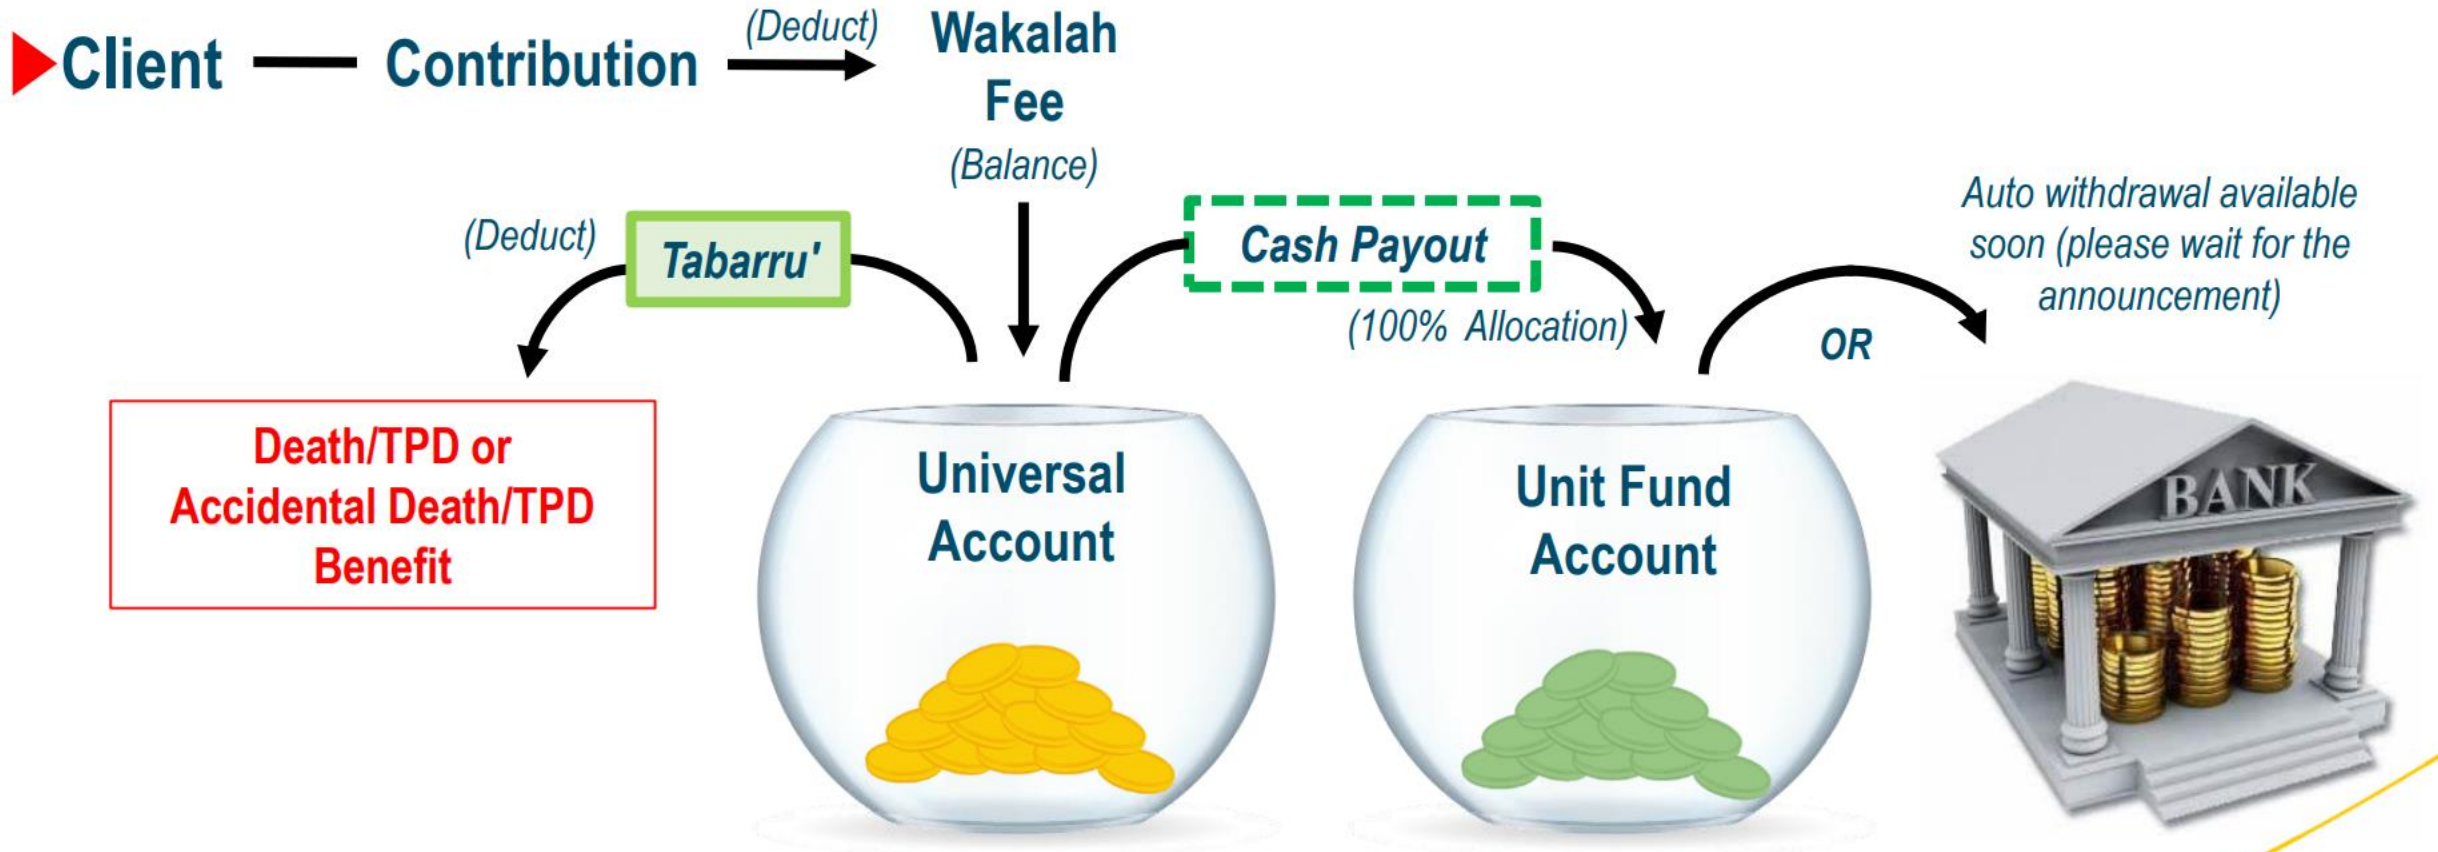 Client
Contribution
(Deduct)
Wakalah
Fee
(Balance)
(Deduct)
Tabarru'
Cash Payout
(100% Allocation)
OR
Auto withdrawal available
soon (please wait for the
announcement)
Death/TPD or
Accidental Death/TPD
Benefit
Universal
Account
Unit Fund
Account
BANK